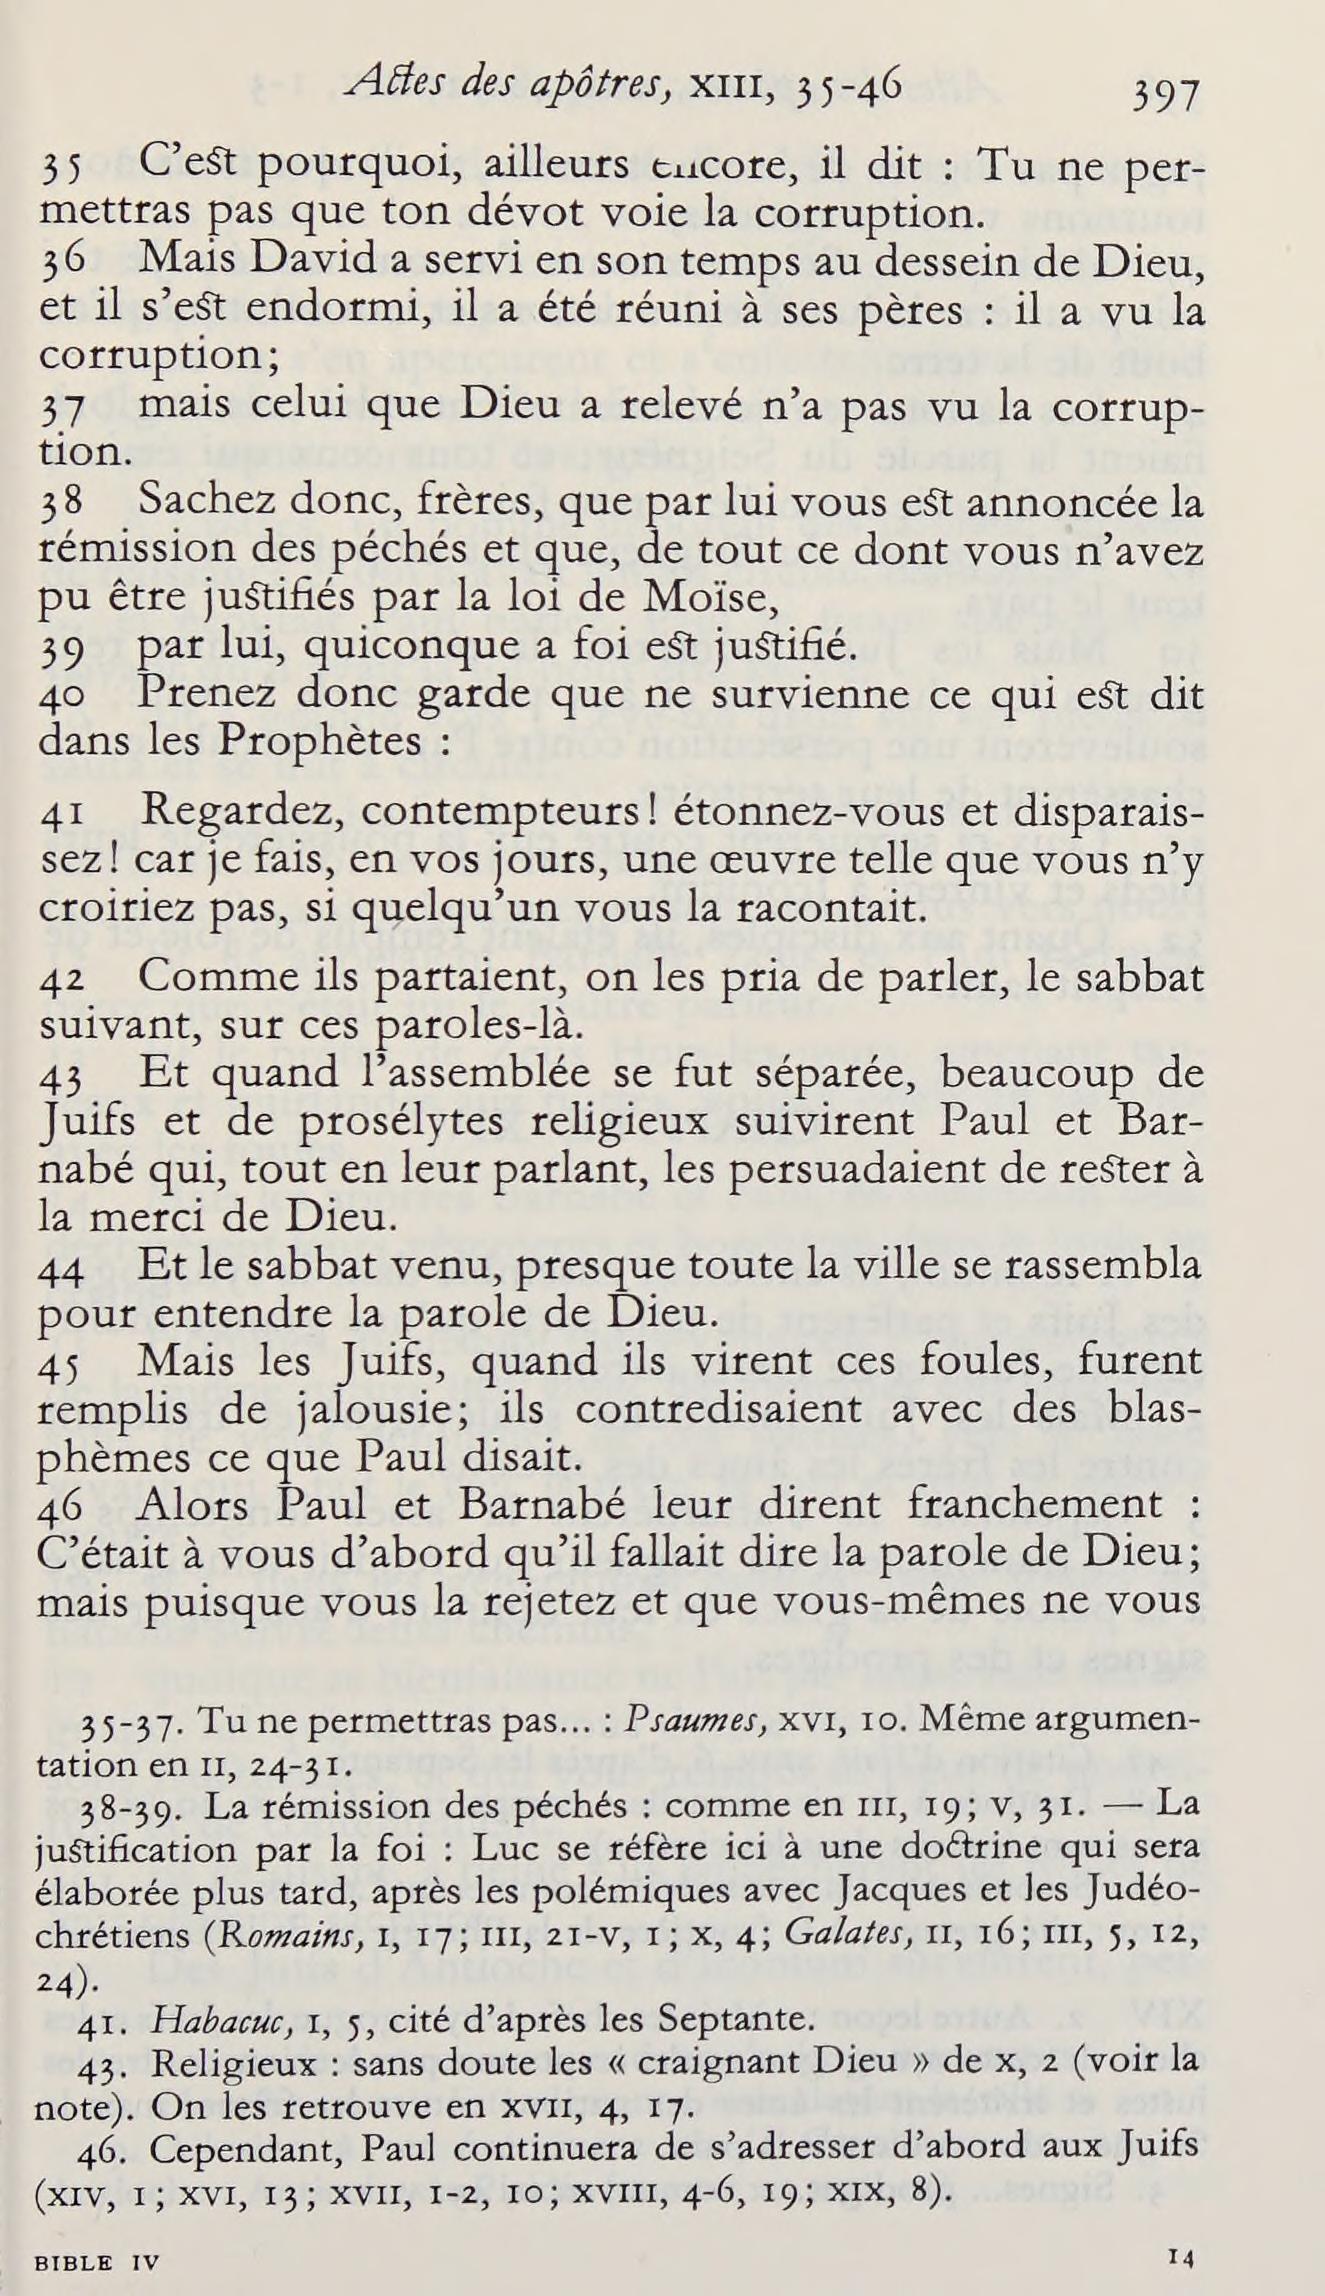 Actes des apôtres, XIII, 35-46 397
35 C’est pourquoi, ailleurs encore, il dit : Tu ne per-
mettras pas que ton dévot voie la corruption.
36 Mais David a servi en son temps au dessein de Dieu,
et il s’est endormi, il a été réuni à ses pères : il a vu la
corruption;
37 mais celui que Dieu a relevé n’a pas vu la corrup-
tion.
38 Sachez donc, frères, que par lui vous est annoncée la
rémission des péchés et que, de tout ce dont vous n’avez
pu être justifiés par la loi de Moïse,
39 par lui, quiconque a foi est justifié.
40 Prenez donc garde que ne survienne ce qui est dit
dans les Prophètes :
41 Regardez, contempteurs! étonnez-vous et disparais-
sez! car je fais, en vos jours, une œuvre telle que vous n’y
croiriez pas, si quelqu’un vous la racontait.
42 Comme ils partaient, on les pria de parler, le sabbat
suivant, sur ces paroles-là.
43 Et quand l’assemblée se fut séparée, beaucoup de
Juifs et de prosélytes religieux suivirent Paul et Bar-
nabé qui, tout en leur parlant, les persuadaient de rester à
la merci de Dieu.
44 Et le sabbat venu, presque toute la ville se rassembla
pour entendre la parole de Dieu.
45 Mais les Juifs, quand ils virent ces foules, furent
remplis de jalousie; ils contredisaient avec des blas-
phèmes ce que Paul disait.
46 Alors Paul et Barnabé leur dirent franchement :
C’était à vous d’abord qu’il fallait dire la parole de Dieu;
mais puisque vous la rejetez et que vous-mêmes ne vous
35-37. Tu ne permettras pas... : Psaumes, XVI, 10. Même argumen-
tation en II, 24-31.
38-39. La rémission des péchés : comme en III, 19; V, 31. — La
justification par la foi : Luc se réfère ici à une doctrine qui sera
élaborée plus tard, après les polémiques avec Jacques et les Judéo-
chrétiens (Romains, I, 17; III, 21-V, 1; X, 4; Galates, II, 16; III, 5, 12,
24).
41. Habacuc, I, 5, cité d’après les Septante.
43. Religieux : sans doute les « craignant Dieu » de X, 2 (voir la
note). On les retrouve en XVII, 4, 17.
46. Cependant, Paul continuera de s’adresser d’abord aux Juifs
(XIV, 1; XVI, 13; XVII, 1-2, 10; XVIII, 4-6, 19; XIX, 8).
BIBLE IV 14